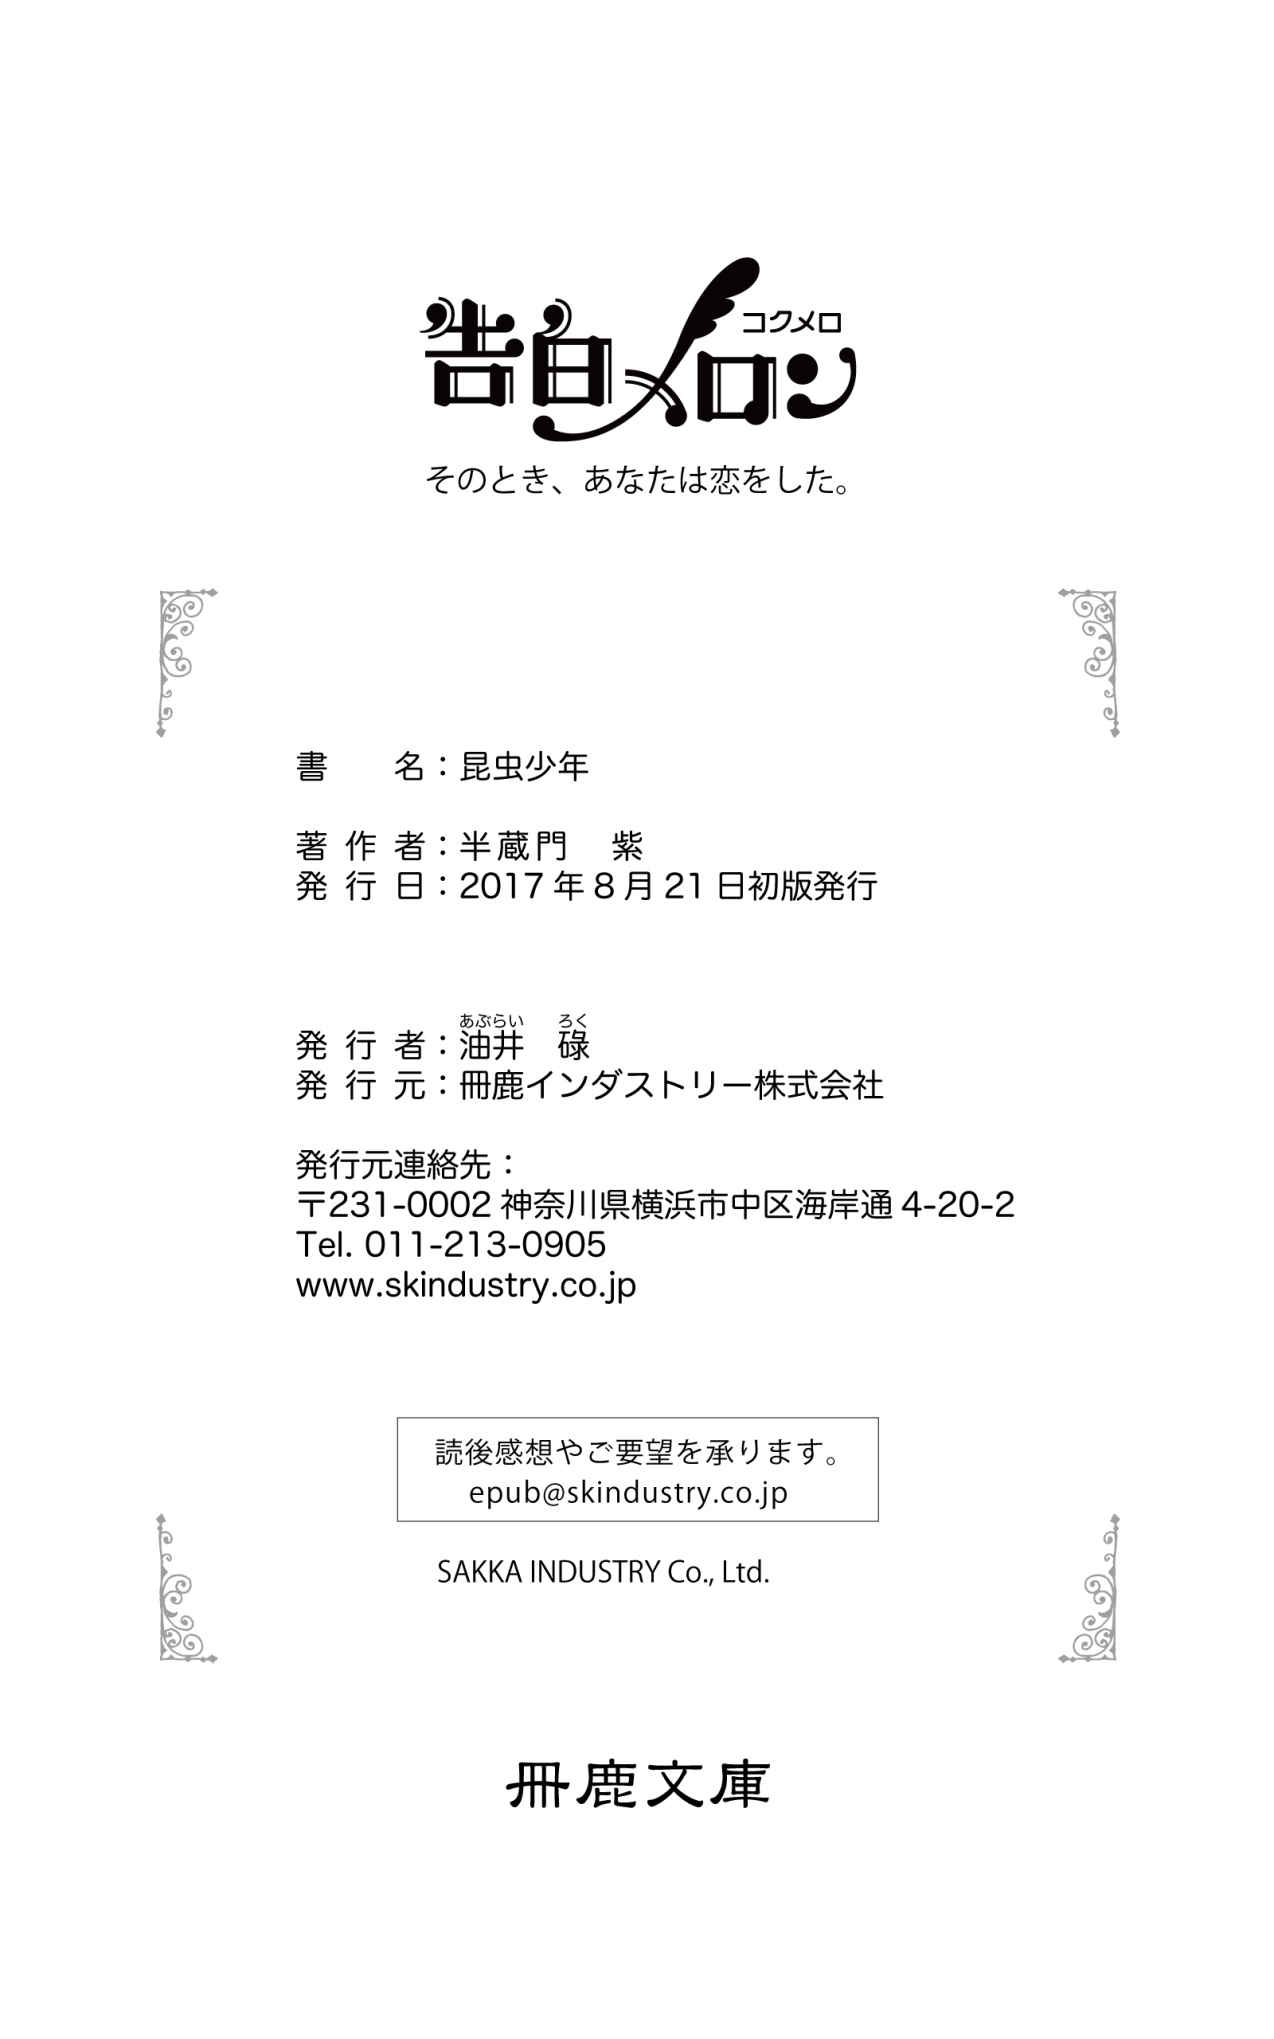 告白メロン
コクメロ
そのとき、あなたは恋をした。
書　　名：昆虫少年
著 作 者：半蔵門　紫
発 行 日：2017 年 8 月 21 日初版発行
あぶらい　ろく
発 行 者：油井　碌
発 行 元：冊鹿インダストリー株式会社
発行元連絡先：
〒231-0002 神奈川県横浜市中区海岸通 4-20-2
Tel. 011-213-0905
www.skindustry.co.jp
読後感想やご要望を承ります。
epub@skindustry.co.jp
SAKKA INDUSTRY Co., Ltd.
冊鹿文庫